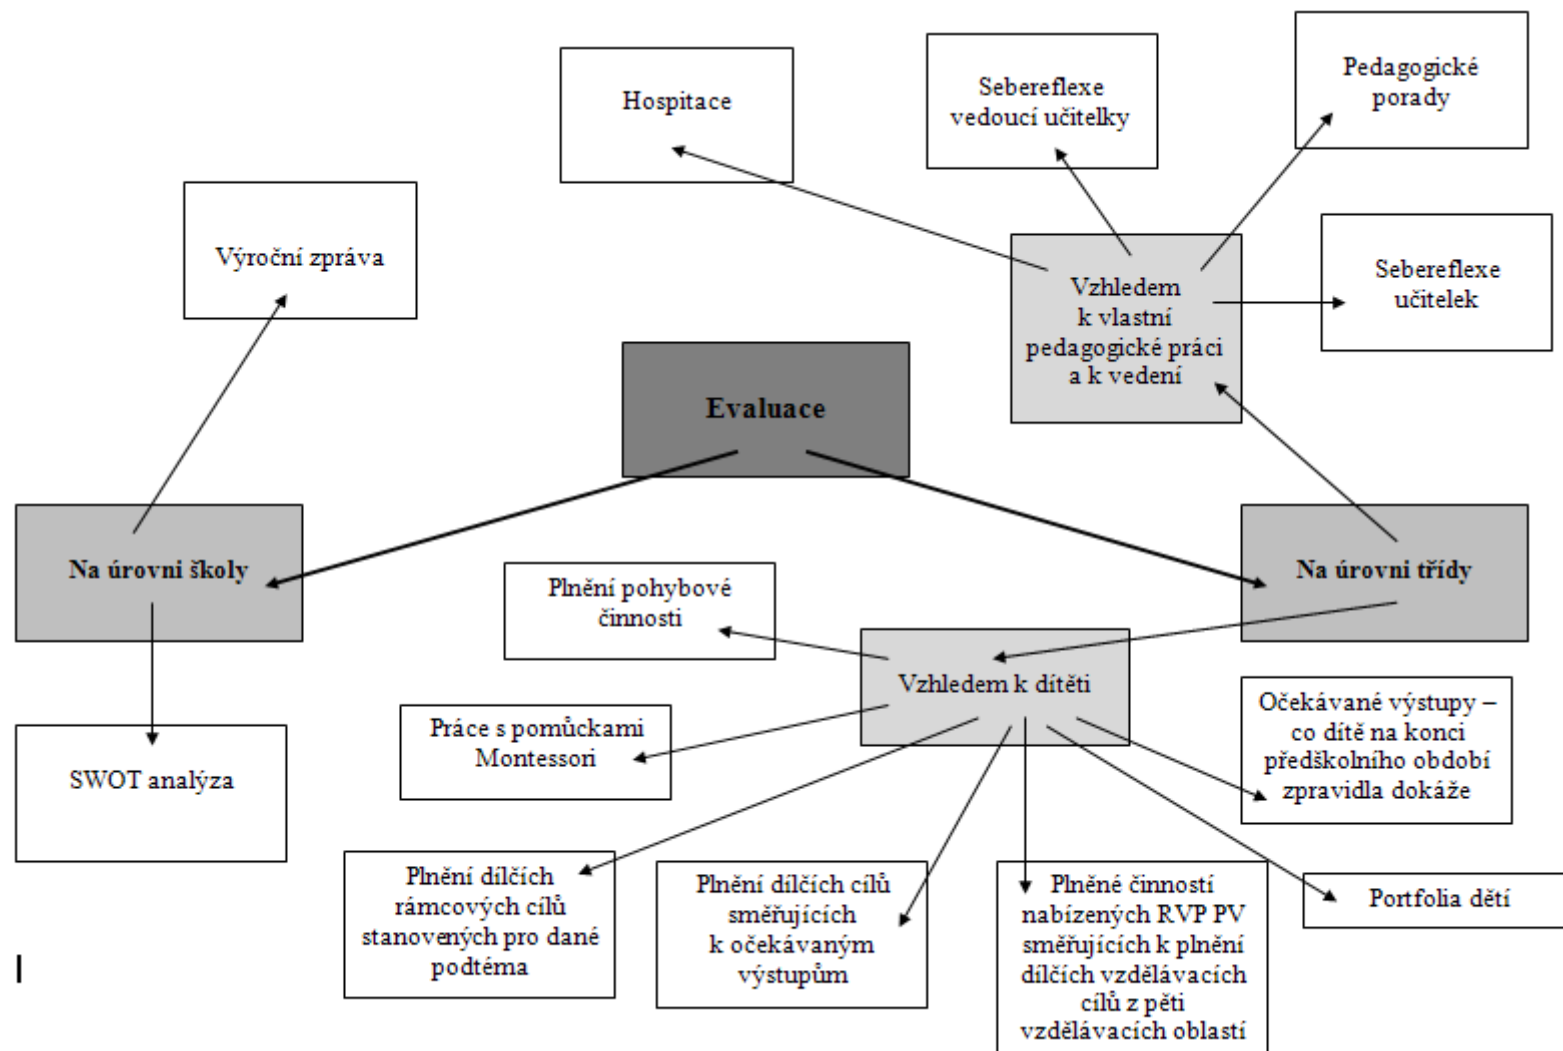 Hospitace
Sebereflexe
vedoucí učitelky
Pedagogické
porady
Výroční zpráva
Vzhledem
k vlastní
pedagogické práci
a k vedení
Sebereflexe
učitelek
Evaluace
Na úrovni školy
Na úrovni třídy
Plnění pohybové
činnosti
Vzhledem k dítěti
Práce s pomůckami
Montessori
Očekávané výstupy –
co dítě na konci
předškolního období
zpravidla dokáže
SWOT analýza
Plnění dílčích
rámcových cílů
stanovených pro dané
podtéma
Plnění dílčích cílů
směřujících
k očekávaným
výstupům
Plněné činností
nabízených RVP PV
směřujících k plnění
dílčích vzdělávacích
cílů z pěti
vzdělávacích oblastí
Portfolia dětí